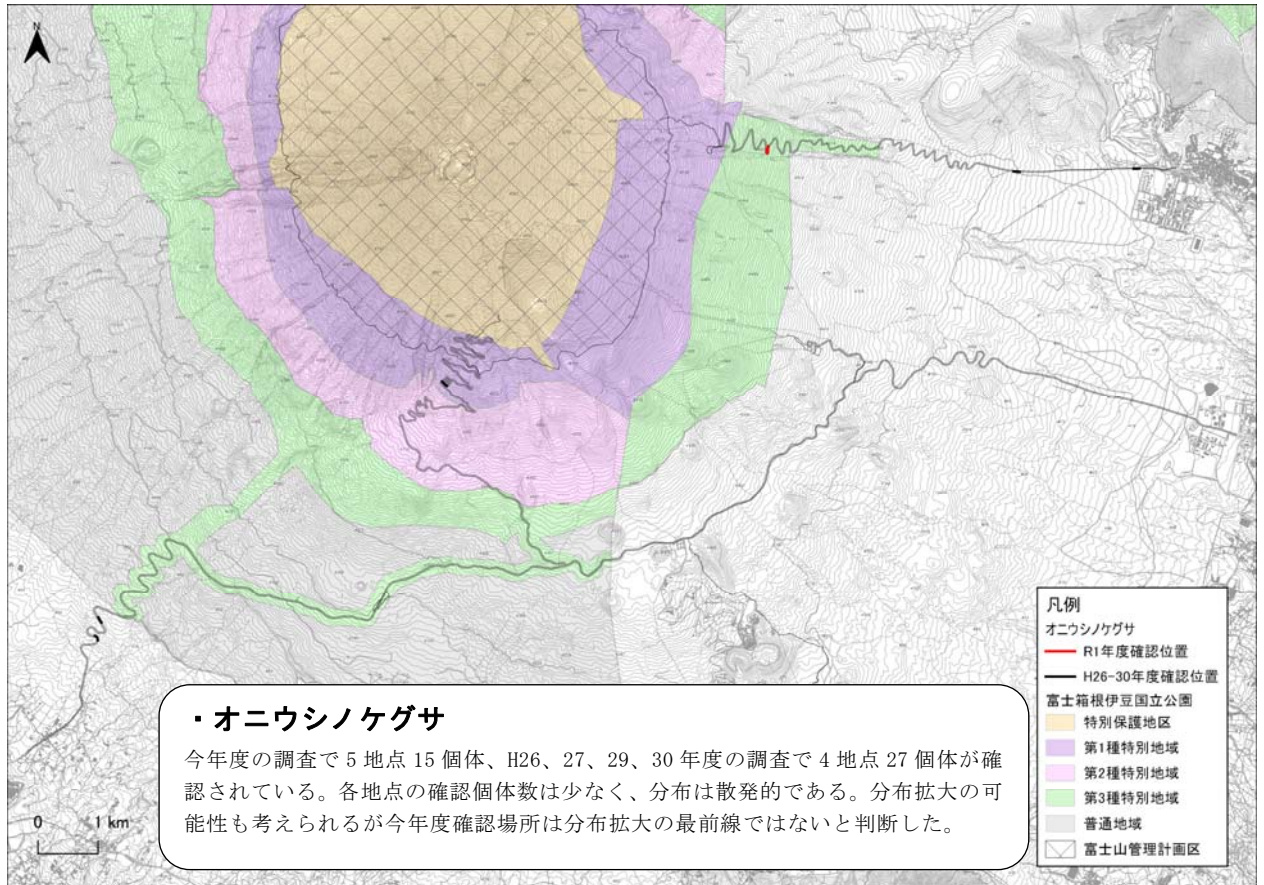 N
・オニウシノケグサ
今年度の調査で 5 地点 15 個体、H26、27、29、30 年度の調査で 4 地点 27 個体が確
認されている。各地点の確認個体数は少なく、分布は散発的である。分布拡大の可
能性も考えられるが今年度確認場所は分布拡大の最前線ではないと判断した。
0 1 km
凡例
オニウシノケグサ
R1年度確認位置
H26-30年度確認位置
富士箱根伊豆国立公園
特別保護地区
第1種特別地域
第2種特別地域
第3種特別地域
普通地域
富士山管理計画区